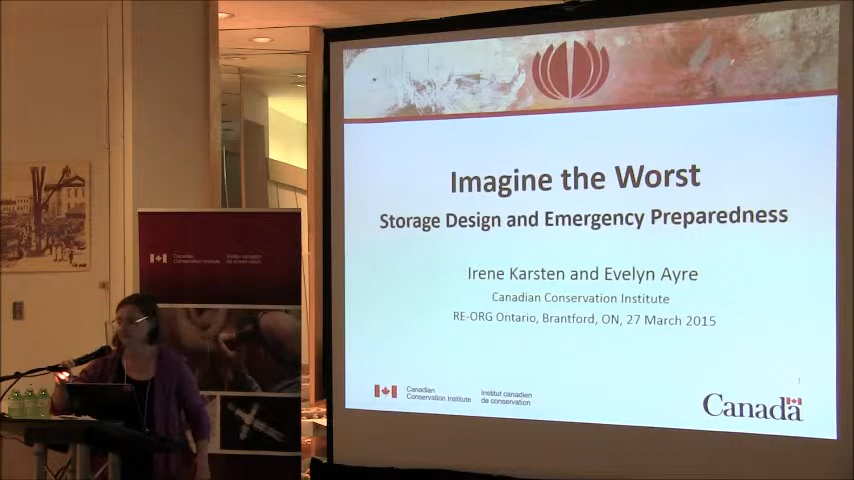 Imagine the Worst
Storage Design and Emergency Preparedness
Irene Karsten and Evelyn Ayre
Canadian Conservation Institute
RE-ORG Ontario, Brantford, ON, 27 March 2015
Canadian Institut canadien
Conservation Institute de conservation
Canada
Canadian Institut canadien
Conservation Institute de conservation